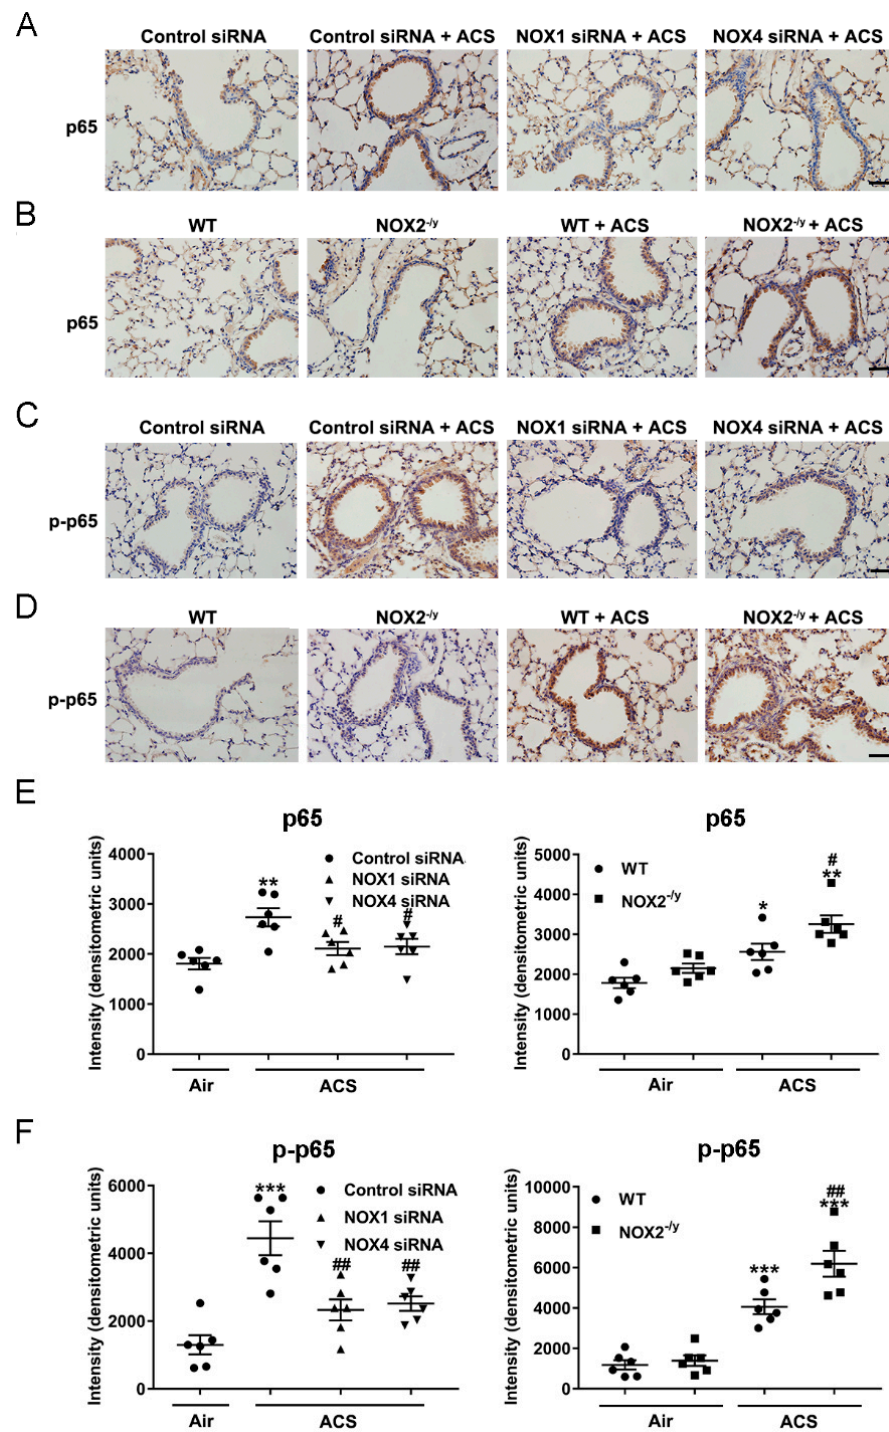 A
Control siRNA Control siRNA + ACS NOX1 siRNA + ACS NOX4 siRNA + ACS
p65
B
WT NOX2-/y WT + ACS NOX2-/y + ACS
p65
C
Control siRNA Control siRNA + ACS NOX1 siRNA + ACS NOX4 siRNA + ACS
p-p65
D
WT NOX2-/y WT + ACS NOX2-/y + ACS
p-p65
E
p65
Intensity (densitometric units)
4000
3000
2000
1000
0
Control siRNA
NOX1 siRNA
NOX4 siRNA
**
#
#
Air
ACS
p65
Intensity (densitometric units)
5000
4000
3000
2000
1000
0
WT
NOX2-/y
*
#
**
Air
ACS
F
p-p65
Intensity (densitometric units)
6000
4000
2000
0
Control siRNA
NOX1 siRNA
NOX4 siRNA
***
##
##
Air
ACS
p-p65
Intensity (densitometric units)
10000
8000
6000
4000
2000
0
WT
NOX2-/y
***
##
***
Air
ACS